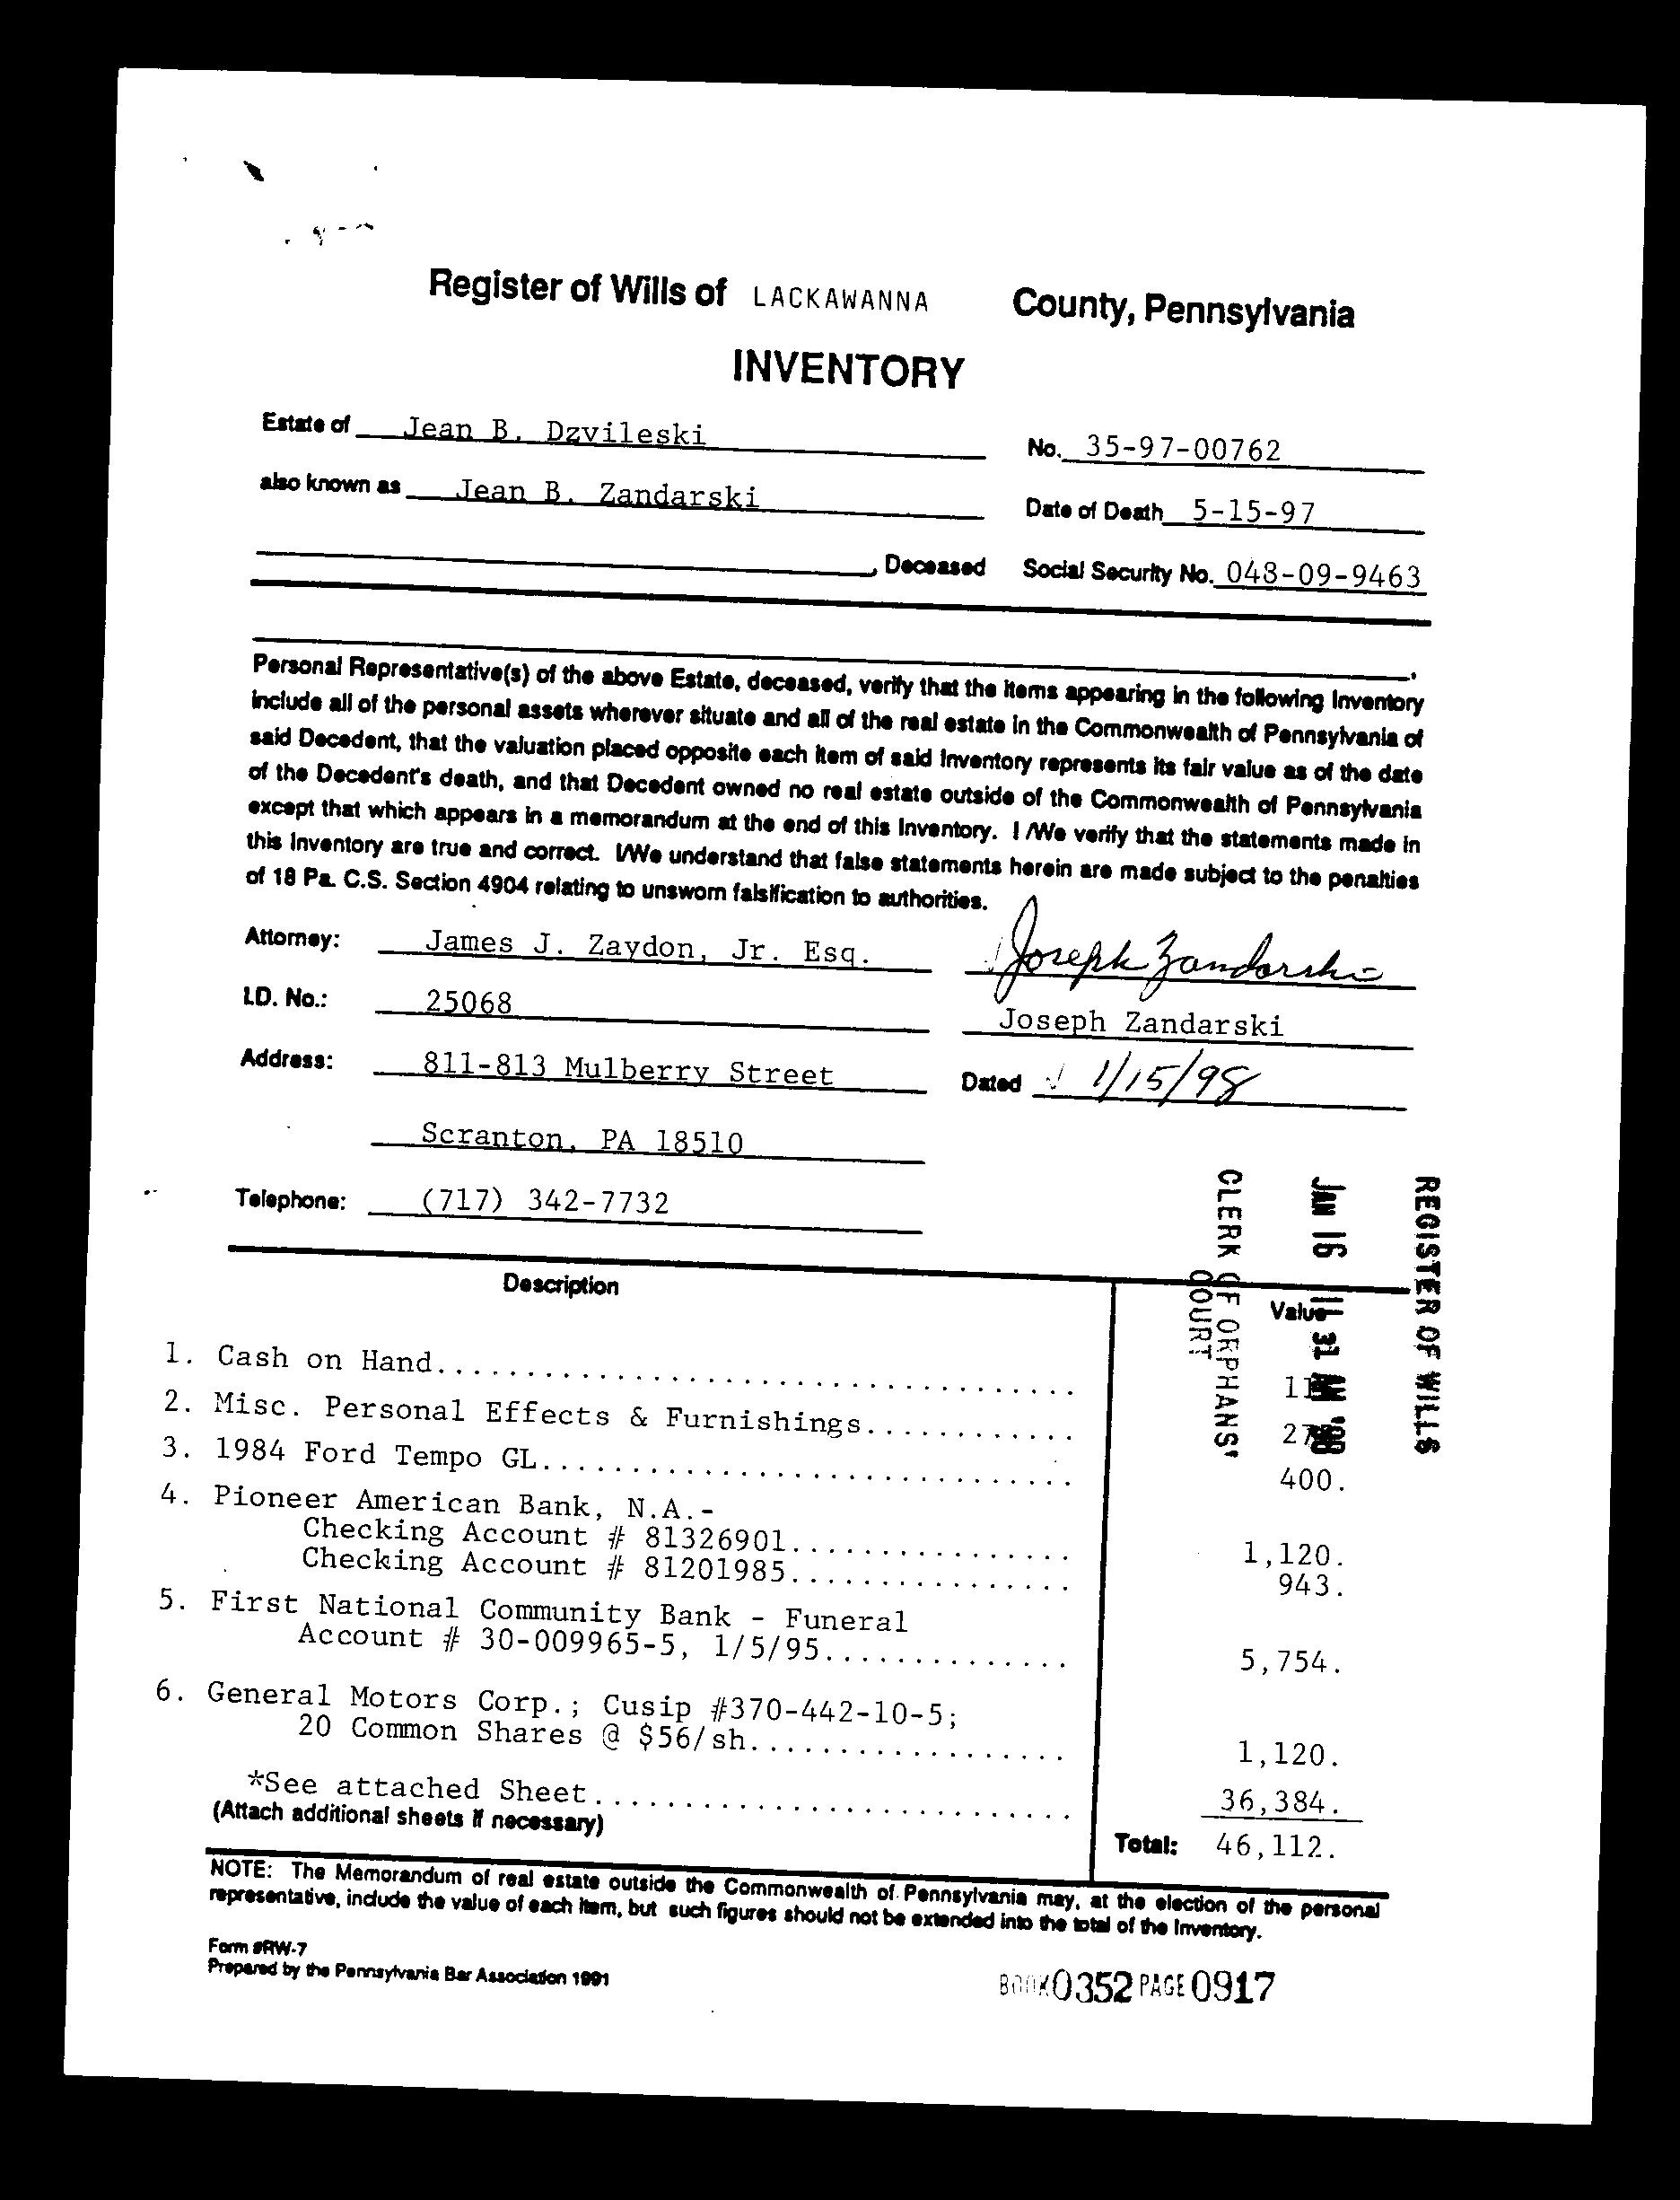 Register of Wills of LACKAWANNA County, Pennsylvania
INVENTORY
Estate of Jean B. Dzvileski No. 35-97-00762
also known as Jean B. Zandarski Date of Death 5-15-97
, Deceased Social Security No. 048-09-9463
Personal Representative(s) of the above Estate, deceased, verify that the items appearing in the following Inventory
include all of the personal assets wherever situate and all of the real estate in the Commonwealth of Pennsylvania of
said Decedent, that the valuation placed opposite each item of said Inventory represents its fair value as of the date
of the Decedent's death, and that Decedent owned no real estate outside of the Commonwealth of Pennsylvania
except that which appears in a memorandum at the end of this Inventory. I /We verify that the statements made in
this Inventory are true and correct. I/We understand that false statements herein are made subject to the penalties
of 18 Pa. C.S. Section 4904 relating to unsworn falsification to authorities.
Attorney: James J. Zaydon, Jr. Esq. Joseph Zandarski
I.D. No.: 25068 Joseph Zandarski
Address: 811-813 Mulberry Street Dated 1/15/98
Scranton, PA 18510
Telephone: (717) 342-7732
REGISTER OF WILLS
JAN 16 11 31 AM '98
CLERK OF ORPHANS'
COURT
Description Value
1. Cash on Hand....................................
2. Misc. Personal Effects & Furnishings............
3. 1984 Ford Tempo GL.............................. 400.
4. Pioneer American Bank, N.A.-
Checking Account # 81326901................ 1,120.
Checking Account # 81201985................ 943.
5. First National Community Bank - Funeral
Account # 30-009965-5, 1/5/95.............. 5,754.
6. General Motors Corp.; Cusip #370-442-10-5;
20 Common Shares @ $56/sh.................. 1,120.
*See attached Sheet........................... 36,384.
(Attach additional sheets if necessary)
Total: 46,112.
NOTE: The Memorandum of real estate outside the Commonwealth of Pennsylvania may, at the election of the personal
representative, include the value of each item, but such figures should not be extended into the total of the Inventory.
Form #RW-7
Prepared by the Pennsylvania Bar Association 1991
BOOK 0352 PAGE 0917